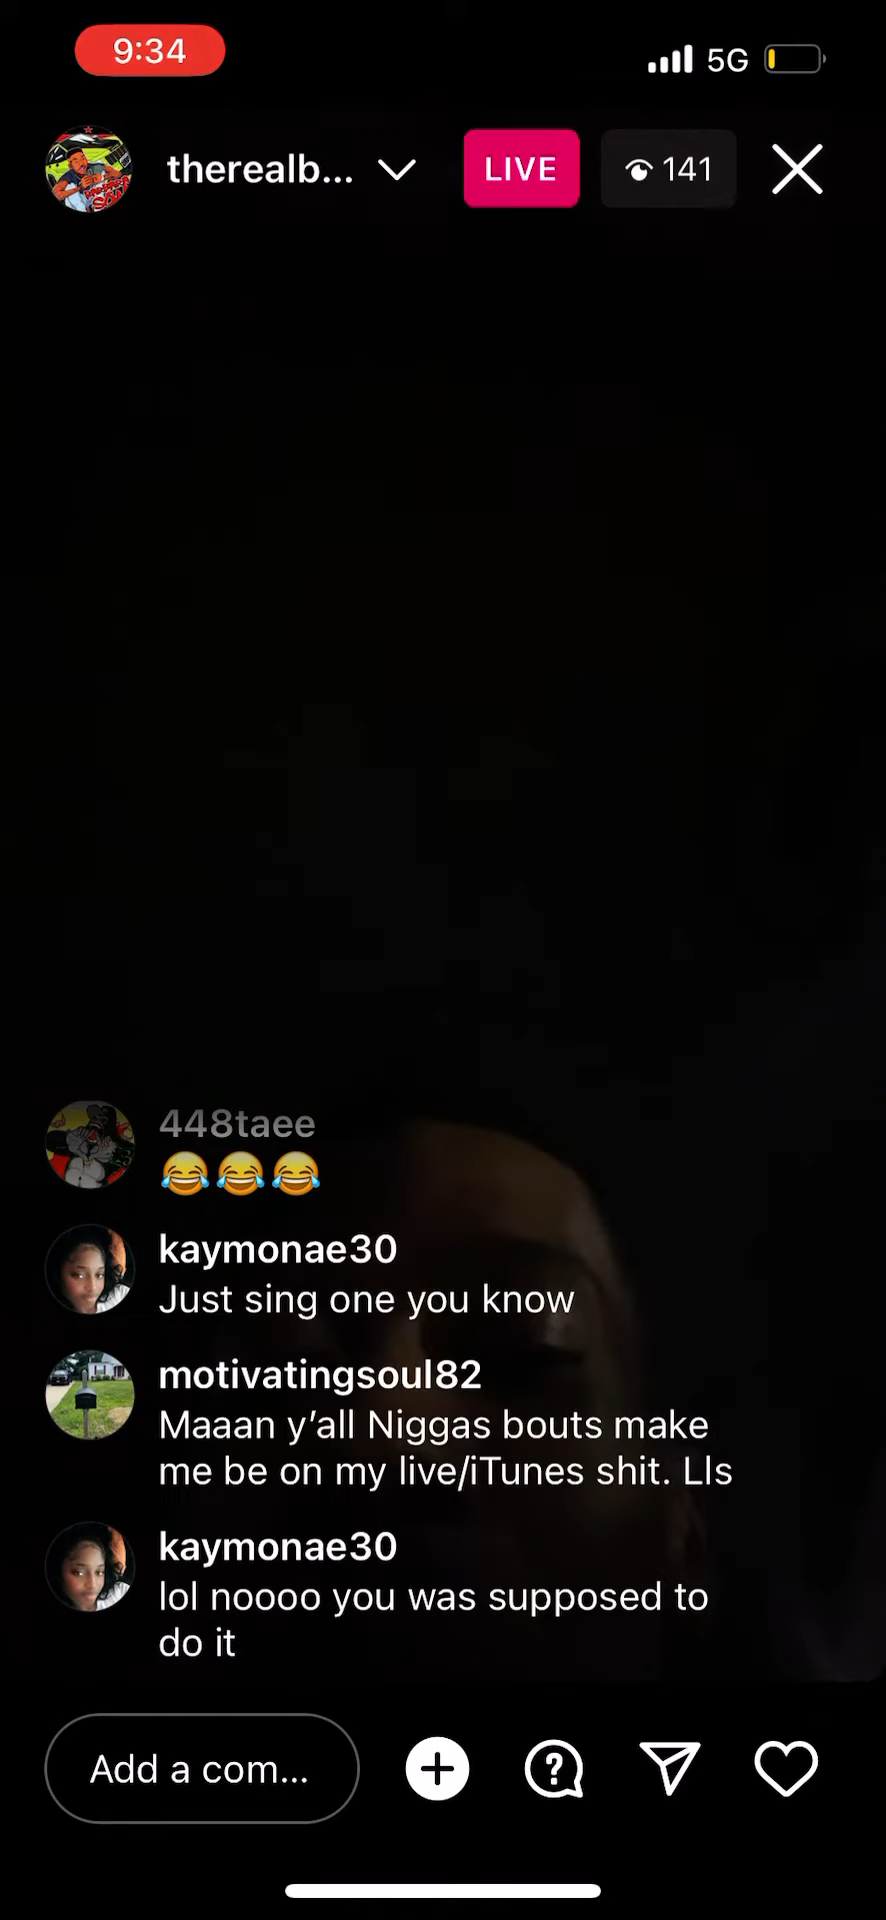 9:34
5G
therealb...
LIVE
141
448taee
😂😂😂
kaymonae30
Just sing one you know
motivatingsoul82
Maaan y’all Niggas bouts make
me be on my live/iTunes shit. Lls
kaymonae30
lol noooo you was supposed to
do it
Add a com...